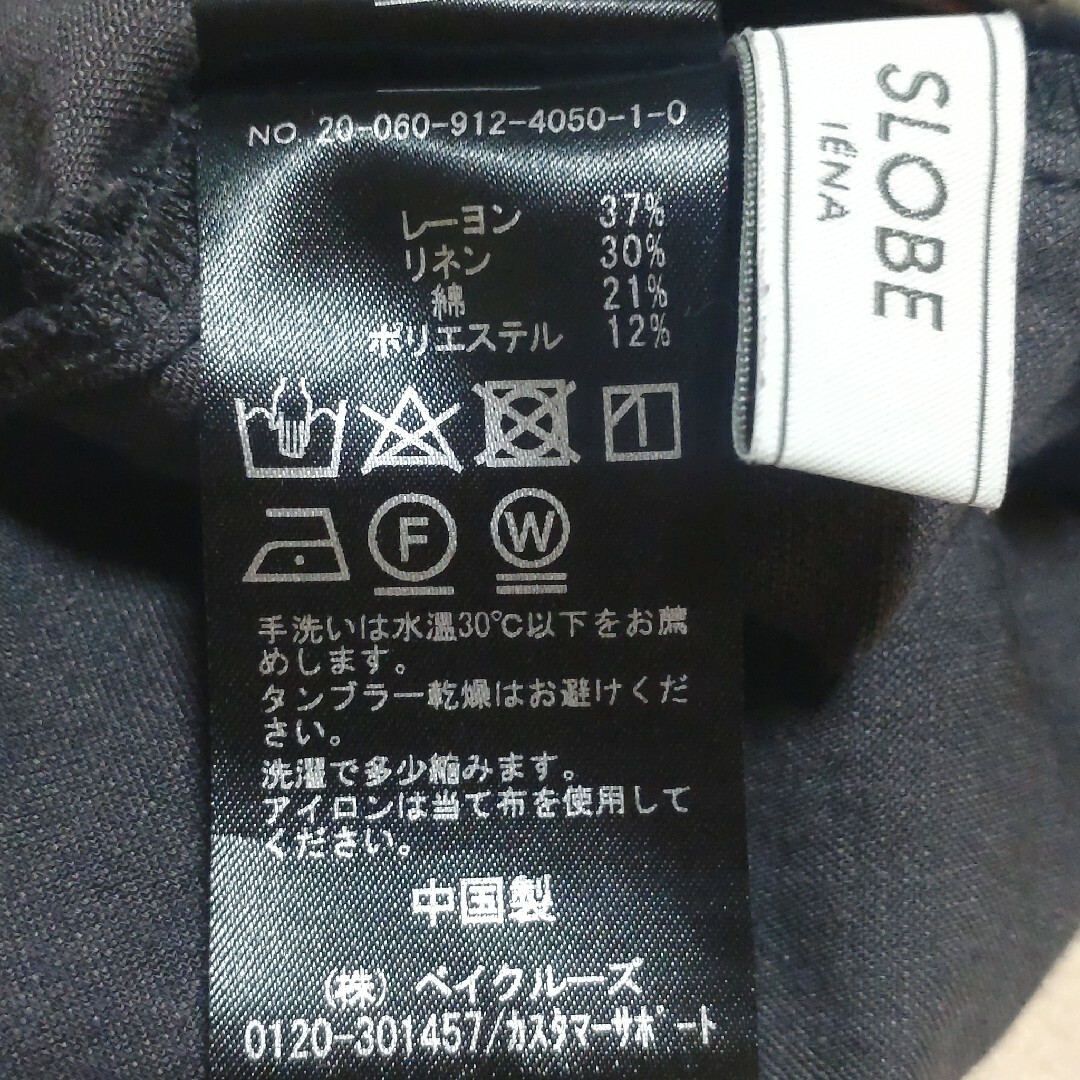 NO. 20-060-912-4050-1-0
レーヨン 37%
リネン 30%
綿 21%
ポリエステル 12%
F
W
手洗いは水温30℃以下をお薦
めします。
タンブラー乾燥はお避けくだ
さい。
洗濯で多少縮みます。
アイロンは当て布を使用して
ください。
中国製
(株) ベイクルーズ
0120-301457/カスタマーサポート
SLOBE
IÉNA